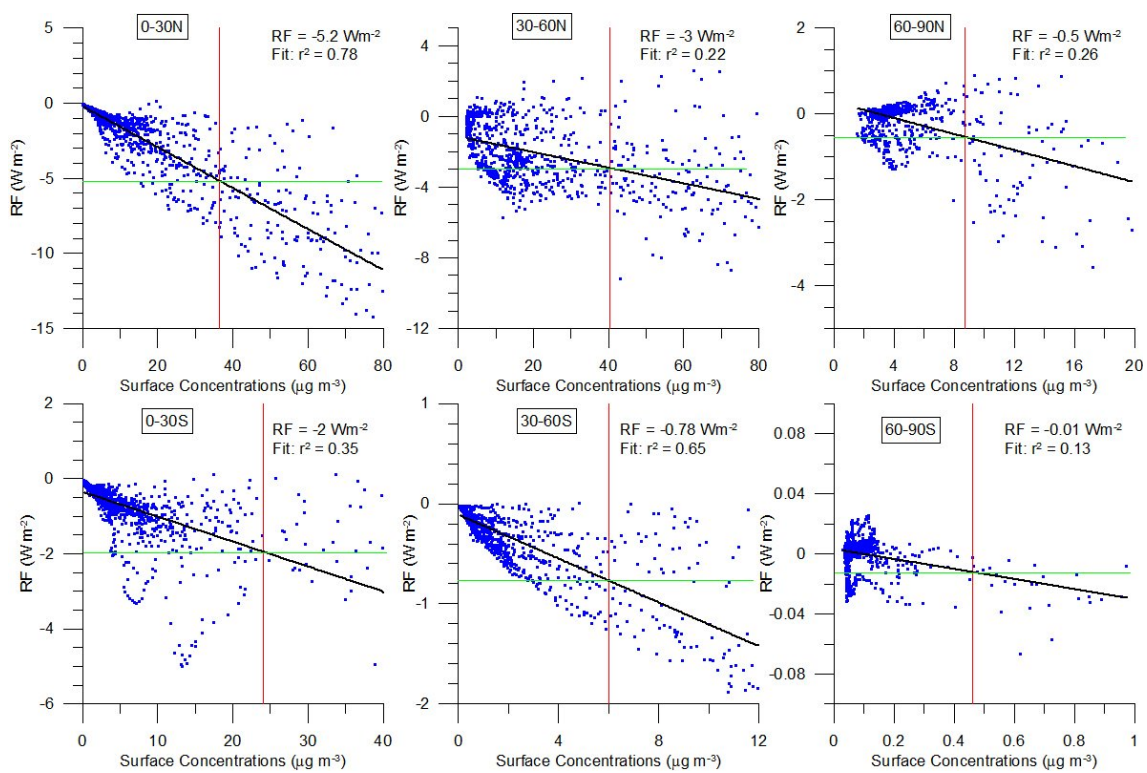 0-30N
RF = -5.2 Wm⁻²
Fit: r² = 0.78
5
0
-5
-10
-15
RF (W m⁻²)
0 20 40 60 80
Surface Concentrations (µg m⁻³)
30-60N
RF = -3 Wm⁻²
Fit: r² = 0.22
4
0
-4
-8
-12
RF (W m⁻²)
0 20 40 60 80
Surface Concentrations (µg m⁻³)
60-90N
RF = -0.5 Wm⁻²
Fit: r² = 0.26
2
0
-2
-4
RF (W m⁻²)
0 4 8 12 16 20
Surface Concentrations (µg m⁻³)
0-30S
RF = -2 Wm⁻²
Fit: r² = 0.35
2
0
-2
-4
-6
RF (W m⁻²)
0 10 20 30 40
Surface Concentrations (µg m⁻³)
30-60S
RF = -0.78 Wm⁻²
Fit: r² = 0.65
1
0
-1
-2
RF (W m⁻²)
0 4 8 12
Surface Concentrations (µg m⁻³)
60-90S
RF = -0.01 Wm⁻²
Fit: r² = 0.13
0.08
0.04
0
-0.04
-0.08
RF (W m⁻²)
0 0.2 0.4 0.6 0.8 1
Surface Concentrations (µg m⁻³)